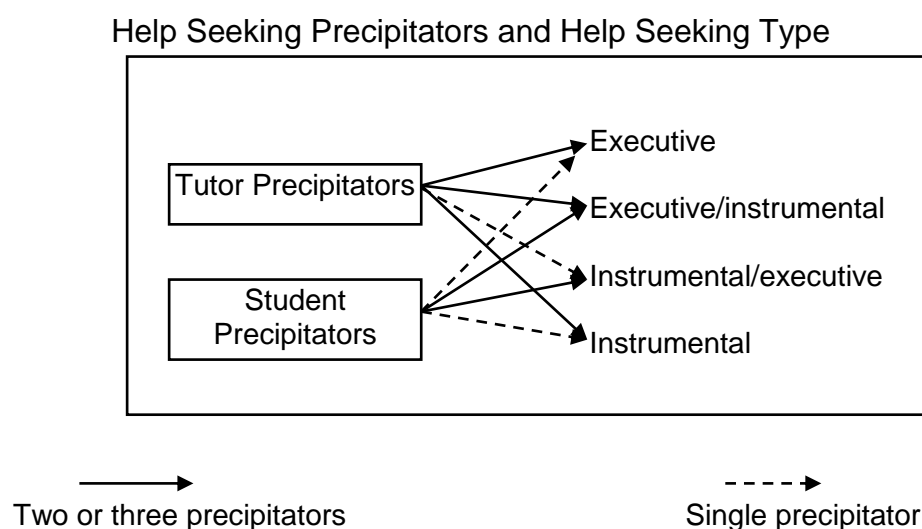 Help Seeking Precipitators and Help Seeking Type
Executive
Tutor Precipitators
Executive/instrumental
Instrumental/executive
Student
Precipitators
Instrumental
Two or three precipitators
Single precipitator